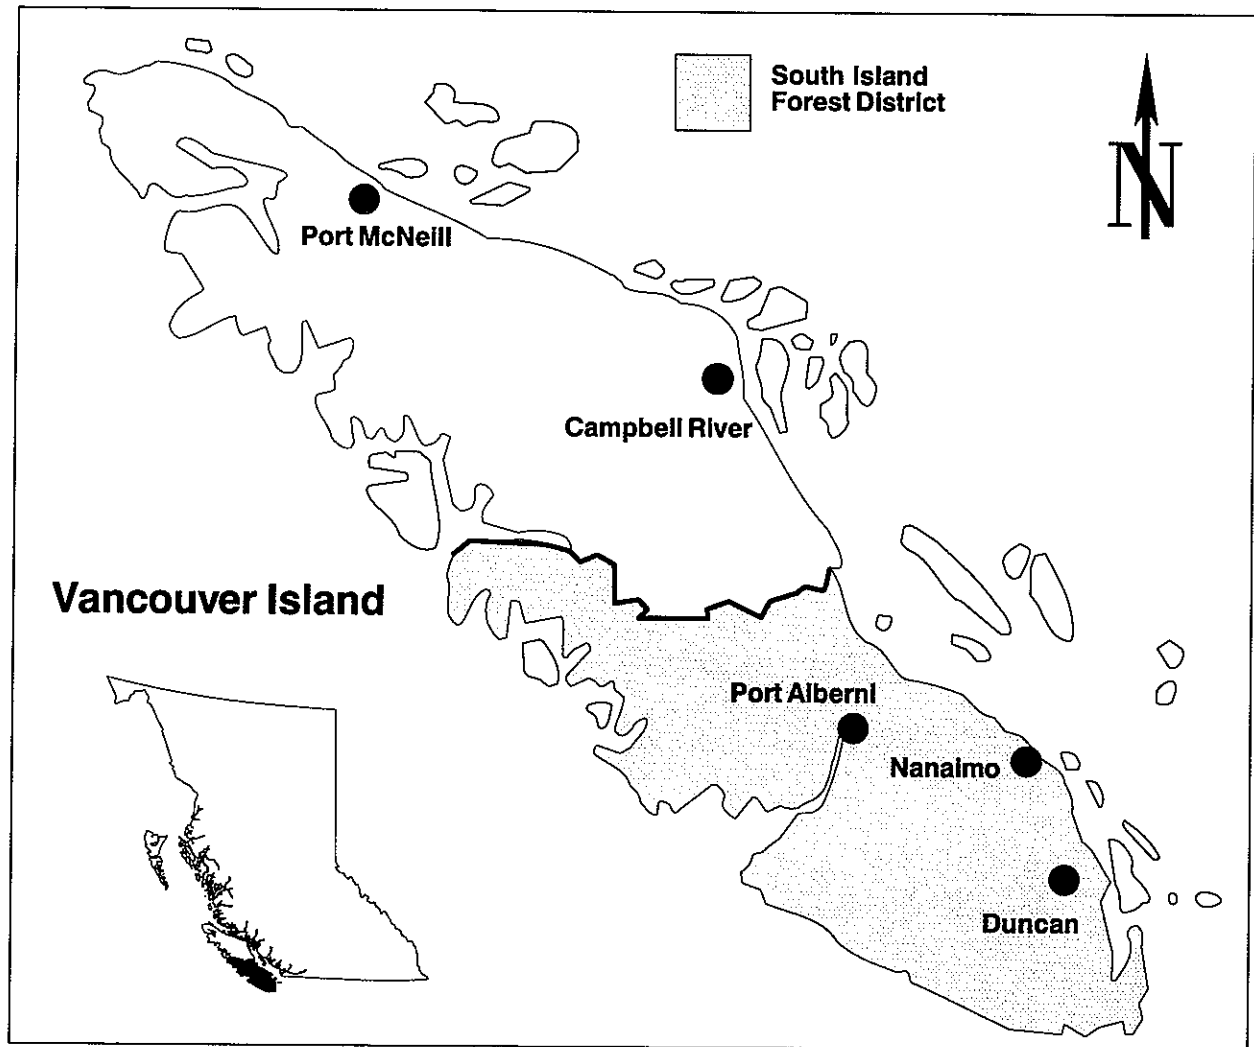 South Island
Forest District
N
Port McNeill
Campbell River
Vancouver Island
Port Alberni
Nanaimo
Duncan